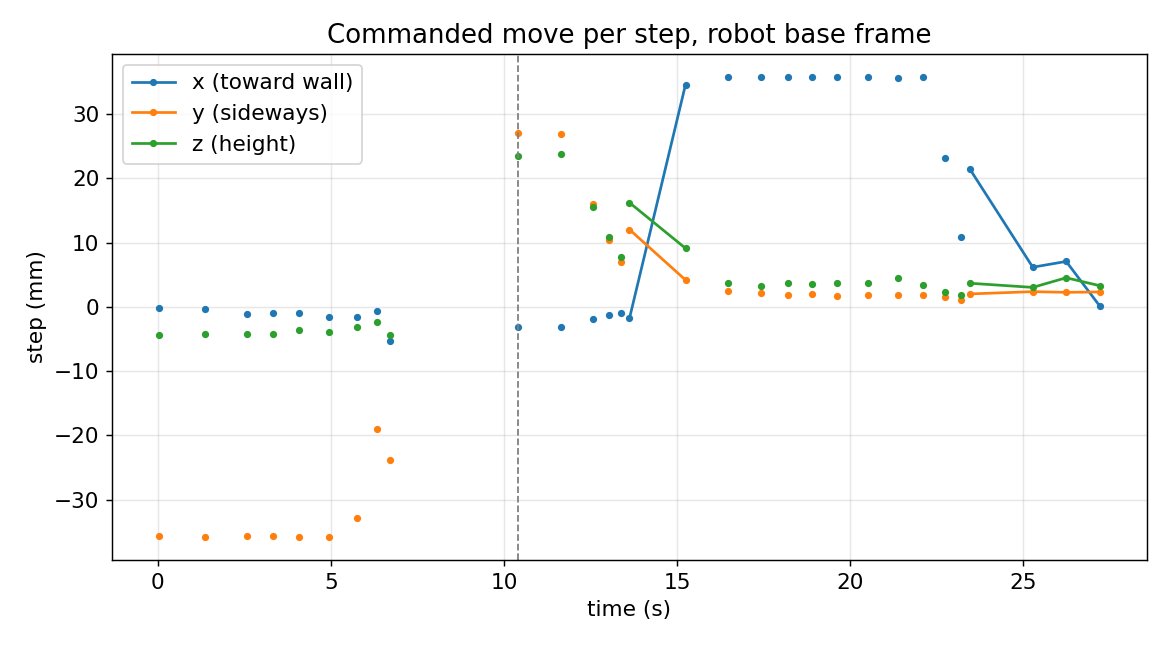 Commanded move per step, robot base frame
x (toward wall)
y (sideways)
z (height)
step (mm)
30
20
10
0
−10
−20
−30
0 5 10 15 20 25
time (s)